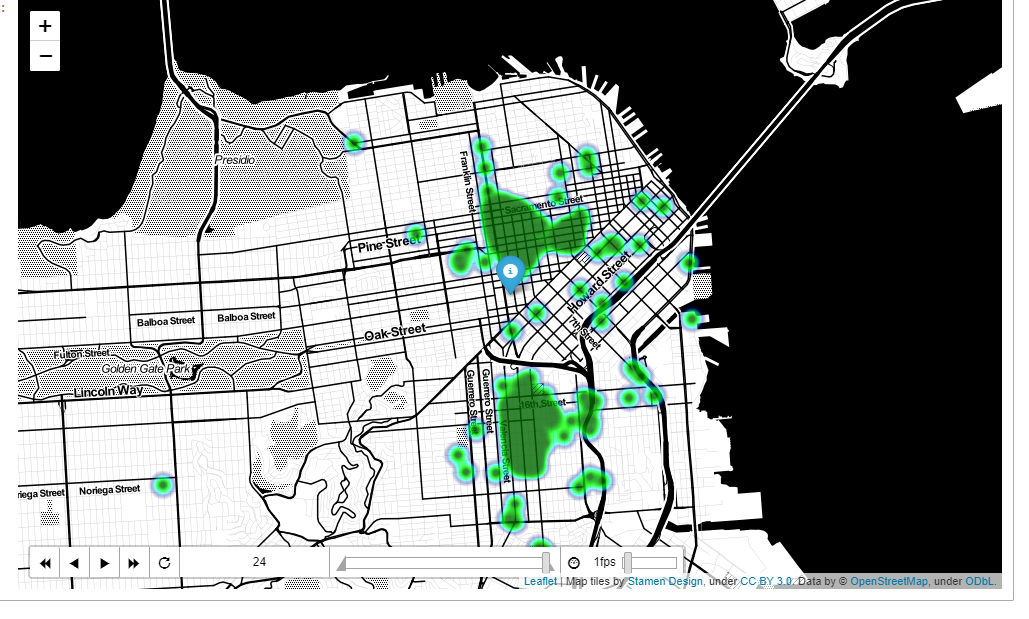 :
+
−
Presidio
Franklin Street
Sacramento Street
Pine Street
Howard Street
Balboa Street
Balboa Street
7th Street
Oak Street
Fulton Street
Golden Gate Park
Lincoln Way
Guerrero Street
Guerrero Street
16th Street
Valencia Street
riega Street
Noriega Street
24
1fps
Leaflet | Map tiles by Stamen Design, under CC BY 3.0. Data by © OpenStreetMap, under ODbL.